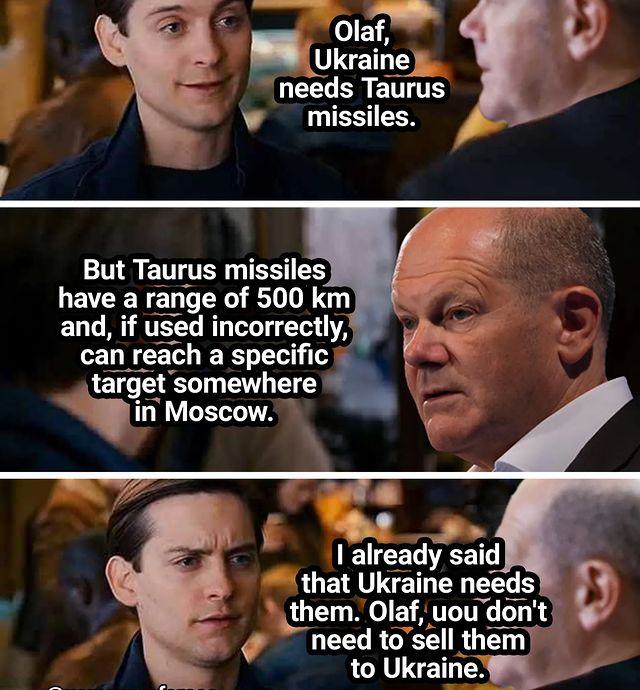 Olaf,
Ukraine
needs Taurus
missiles.
But Taurus missiles
have a range of 500 km
and, if used incorrectly,
can reach a specific
target somewhere
in Moscow.
I already said
that Ukraine needs
them. Olaf, uou don't
need to sell them
to Ukraine.